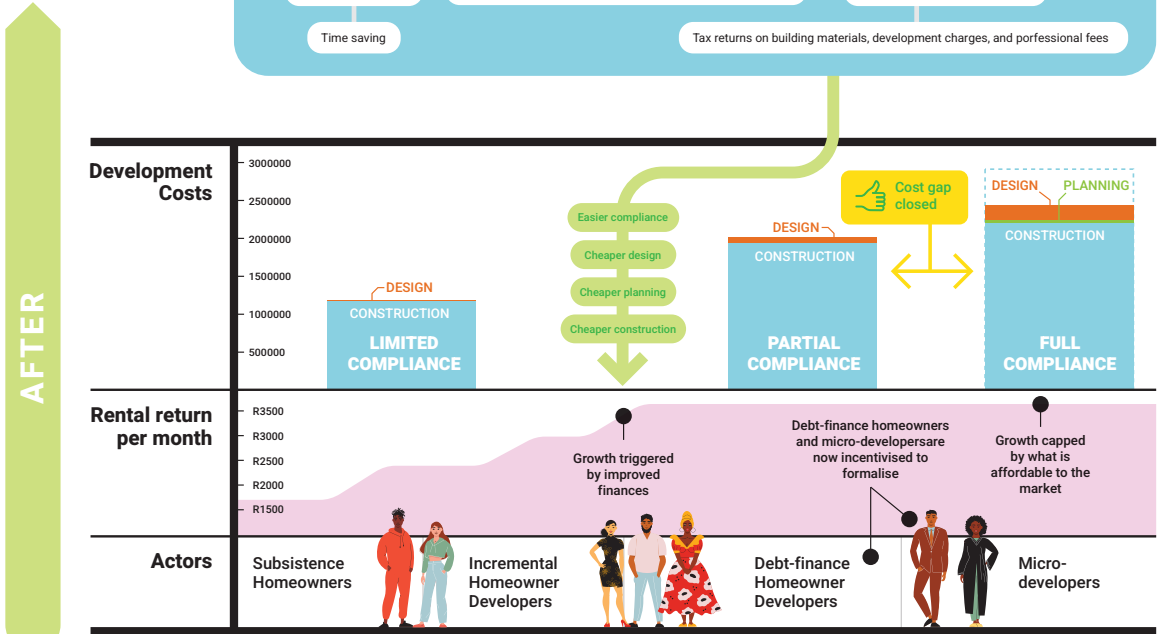 Time saving
Tax returns on building materials, development charges, and porfessional fees
AFTER
Development
Costs
3000000
2500000
2000000
1500000
1000000
500000
DESIGN
CONSTRUCTION
LIMITED
COMPLIANCE
Easier compliance
Cheaper design
Cheaper planning
Cheaper construction
DESIGN
CONSTRUCTION
PARTIAL
COMPLIANCE
Cost gap
closed
DESIGN
PLANNING
CONSTRUCTION
FULL
COMPLIANCE
Rental return
per month
R3500
R3000
R2500
R2000
R1500
Growth triggered
by improved
finances
Debt-finance homeowners
and micro-developersare
now incentivised to
formalise
Growth capped
by what is
affordable to the
market
Actors
Subsistence
Homeowners
Incremental
Homeowner
Developers
Debt-finance
Homeowner
Developers
Micro-
developers